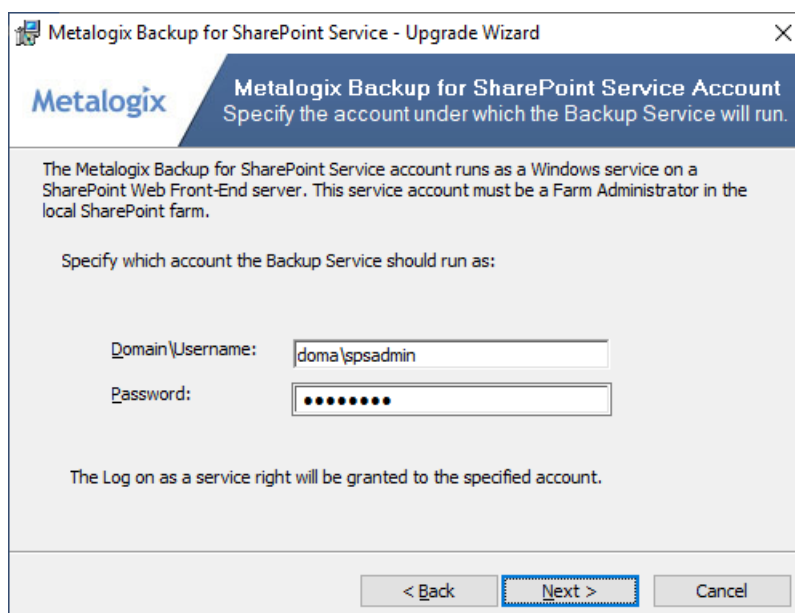 Metalogix Backup for SharePoint Service - Upgrade Wizard
Metalogix
Metalogix Backup for SharePoint Service Account
Specify the account under which the Backup Service will run.
The Metalogix Backup for SharePoint Service account runs as a Windows service on a
SharePoint Web Front-End server. This service account must be a Farm Administrator in the
local SharePoint farm.
Specify which account the Backup Service should run as:
Domain\Username:
doma\spsadmin
Password:
●●●●●●●●
The Log on as a service right will be granted to the specified account.
< Back
Next >
Cancel